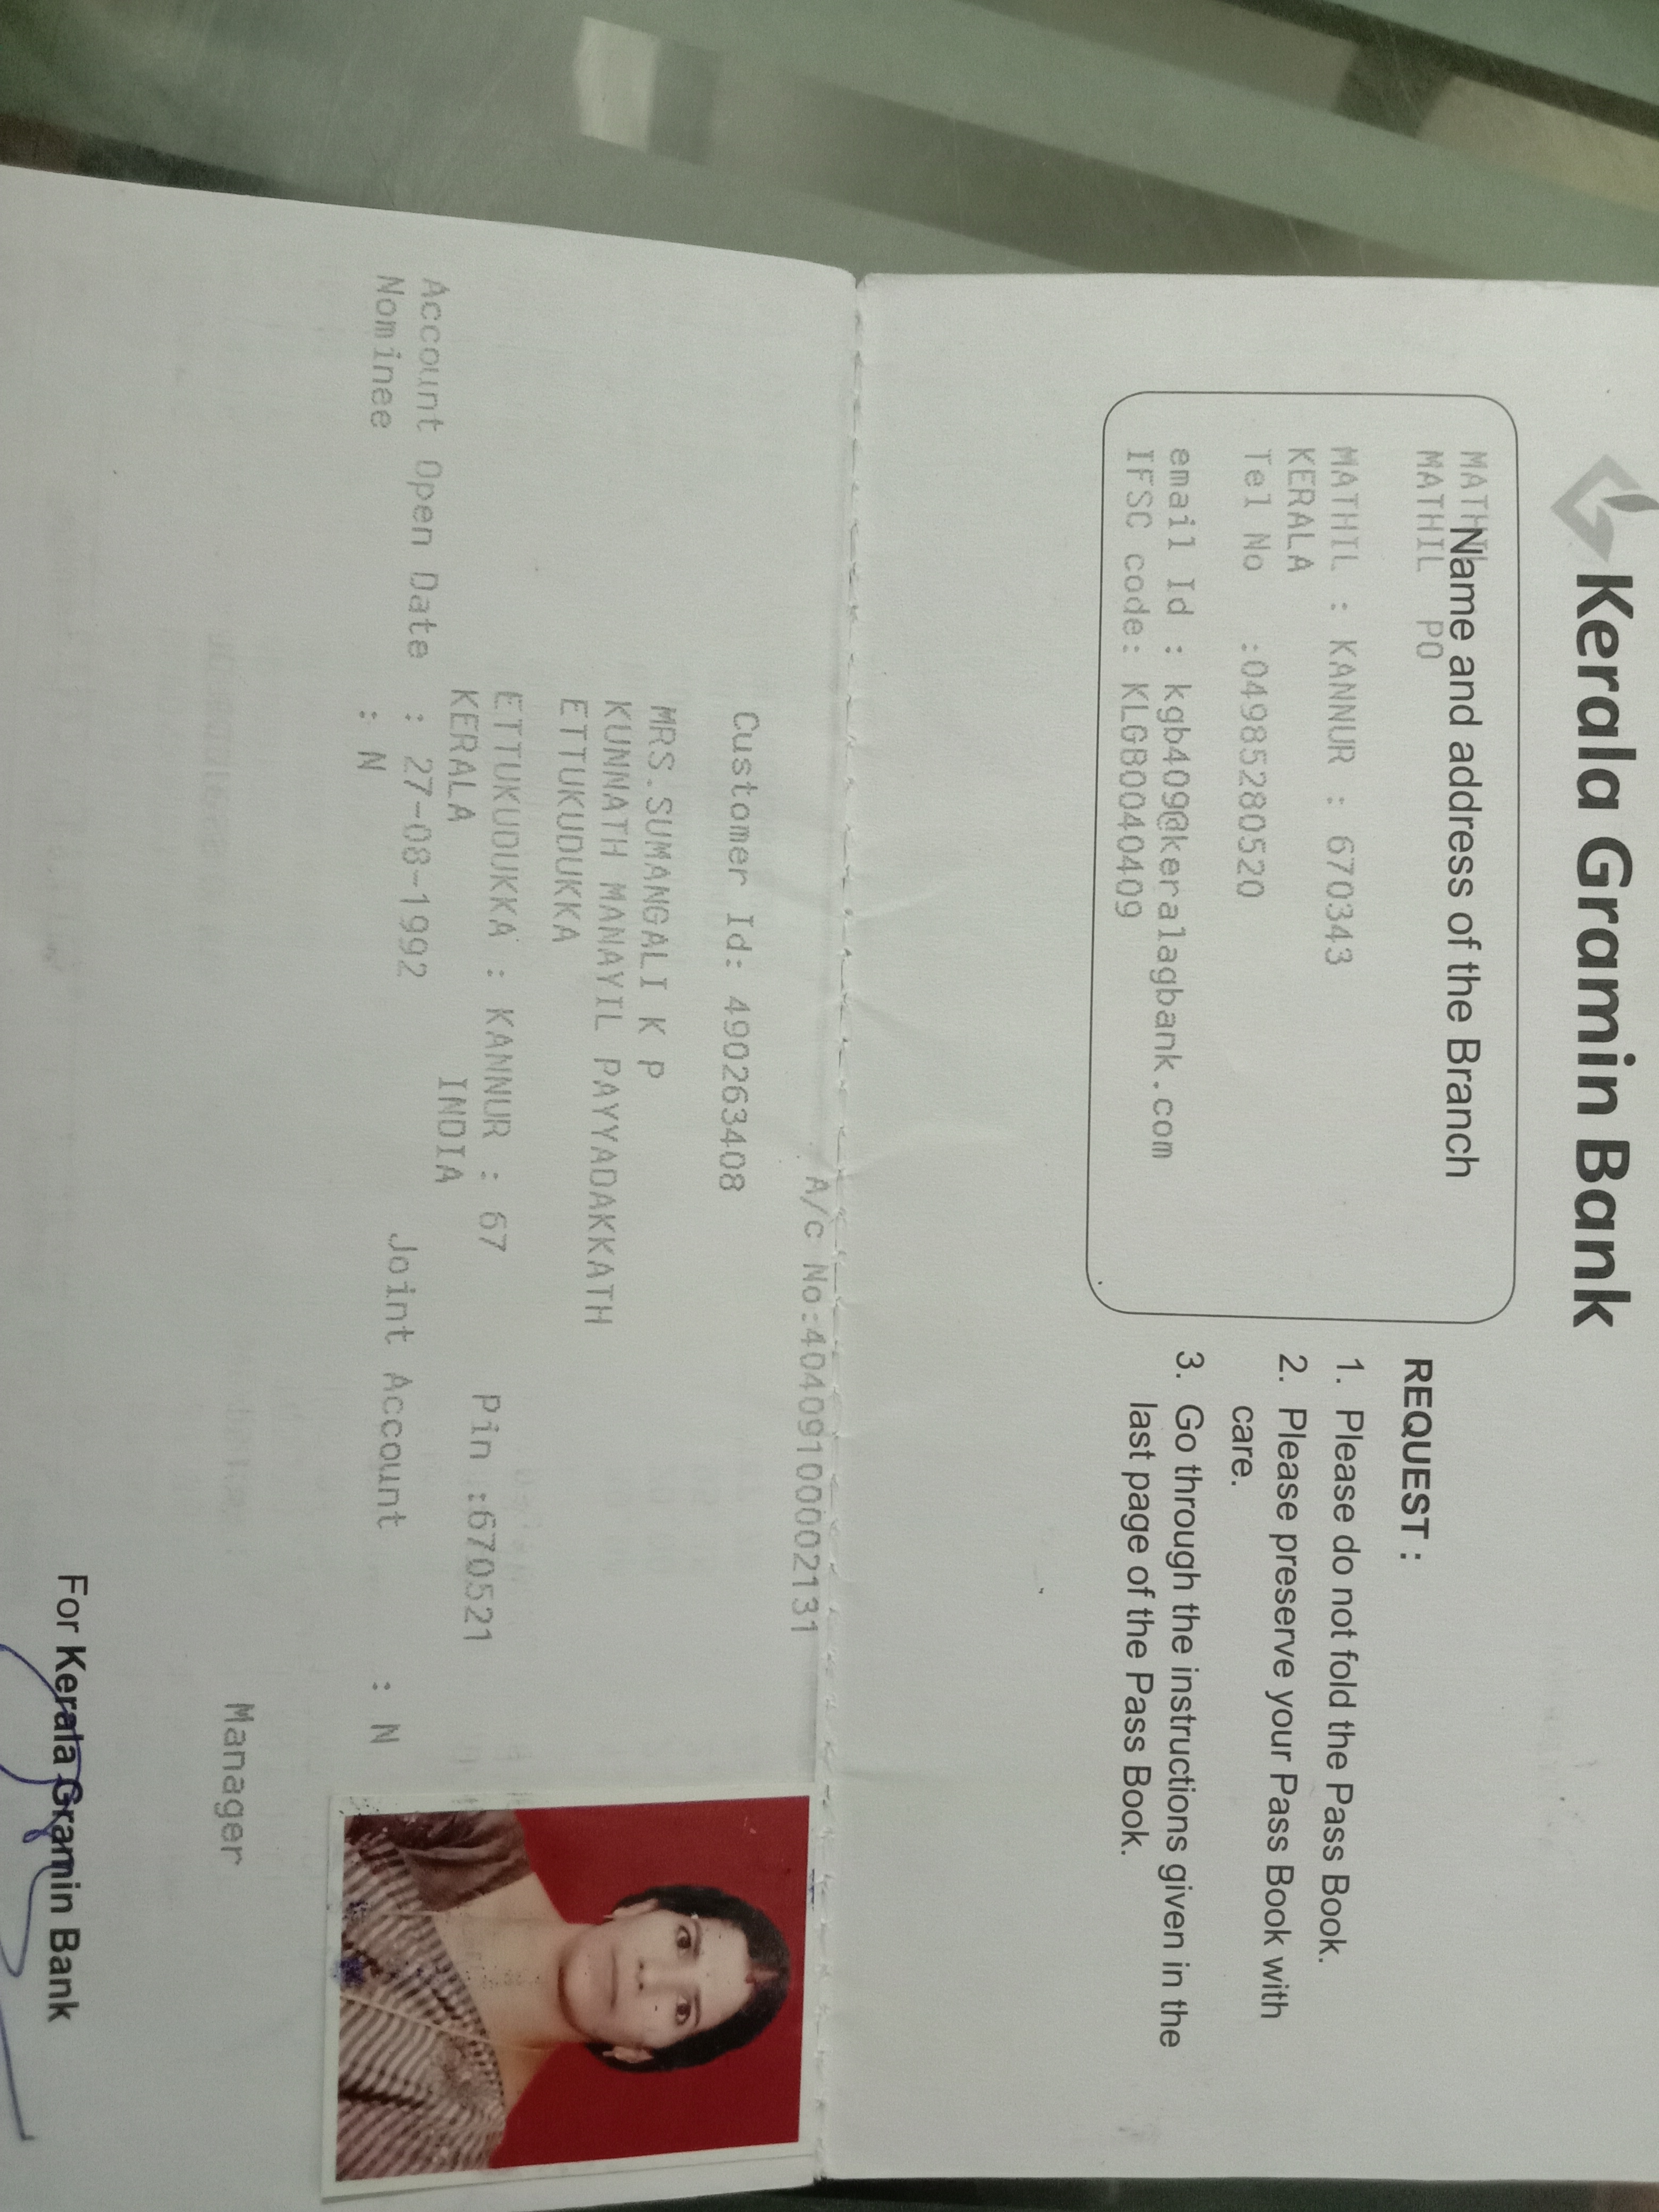 Kerala Gramin Bank
Name and address of the Branch
MATHIL PO
MATHIL : KANNUR : 670343
KERALA
Tel No :04985280520
email Id : kgb409@keralagbank.com
IFSC code: KLGB0040409
REQUEST :
1. Please do not fold the Pass Book.
2. Please preserve your Pass Book with
care.
3. Go through the instructions given in the
last page of the Pass Book.
A/c No:40409100002131
Customer Id: 490263408
MRS.SUMANGALI K P
KUNNATH MANAYIL PAYYADAKKATH
ETTUKUDUKKA
ETTUKUDUKKA : KANNUR : 67 Pin :670521
KERALA INDIA
Account Open Date : 27-08-1992 Joint Account : N
Nominee : N
Manager
For Kerala Gramin Bank